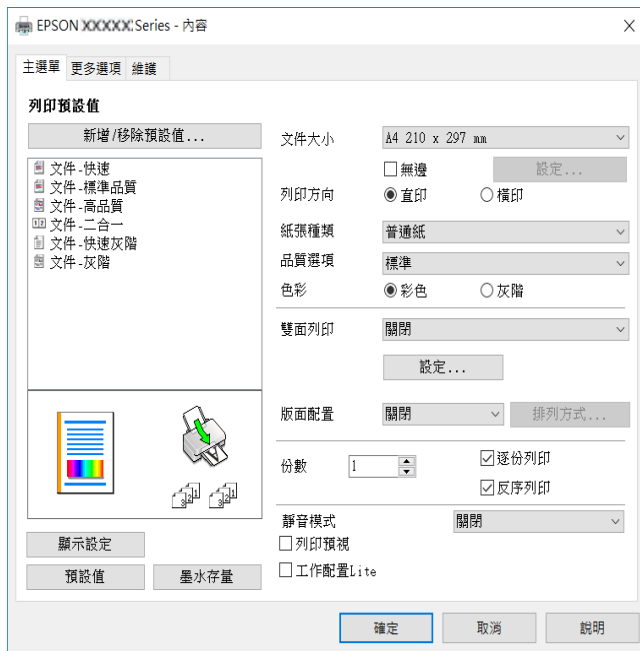 EPSON XXXXX Series - 內容
主選單 更多選項 維護
列印預設值
新增/移除預設值...
文件-快速
文件-標準品質
文件-高品質
文件-二合一
文件-快速灰階
文件-灰階
顯示設定
預設值 墨水存量
文件大小 A4 210 x 297 mm
無邊 設定...
列印方向 直印 橫印
紙張種類 普通紙
品質選項 標準
色彩 彩色 灰階
雙面列印 關閉
設定...
版面配置 關閉 排列方式...
份數 1 逐份列印
反序列印
靜音模式 關閉
列印預視
工作配置Lite
確定 取消 說明